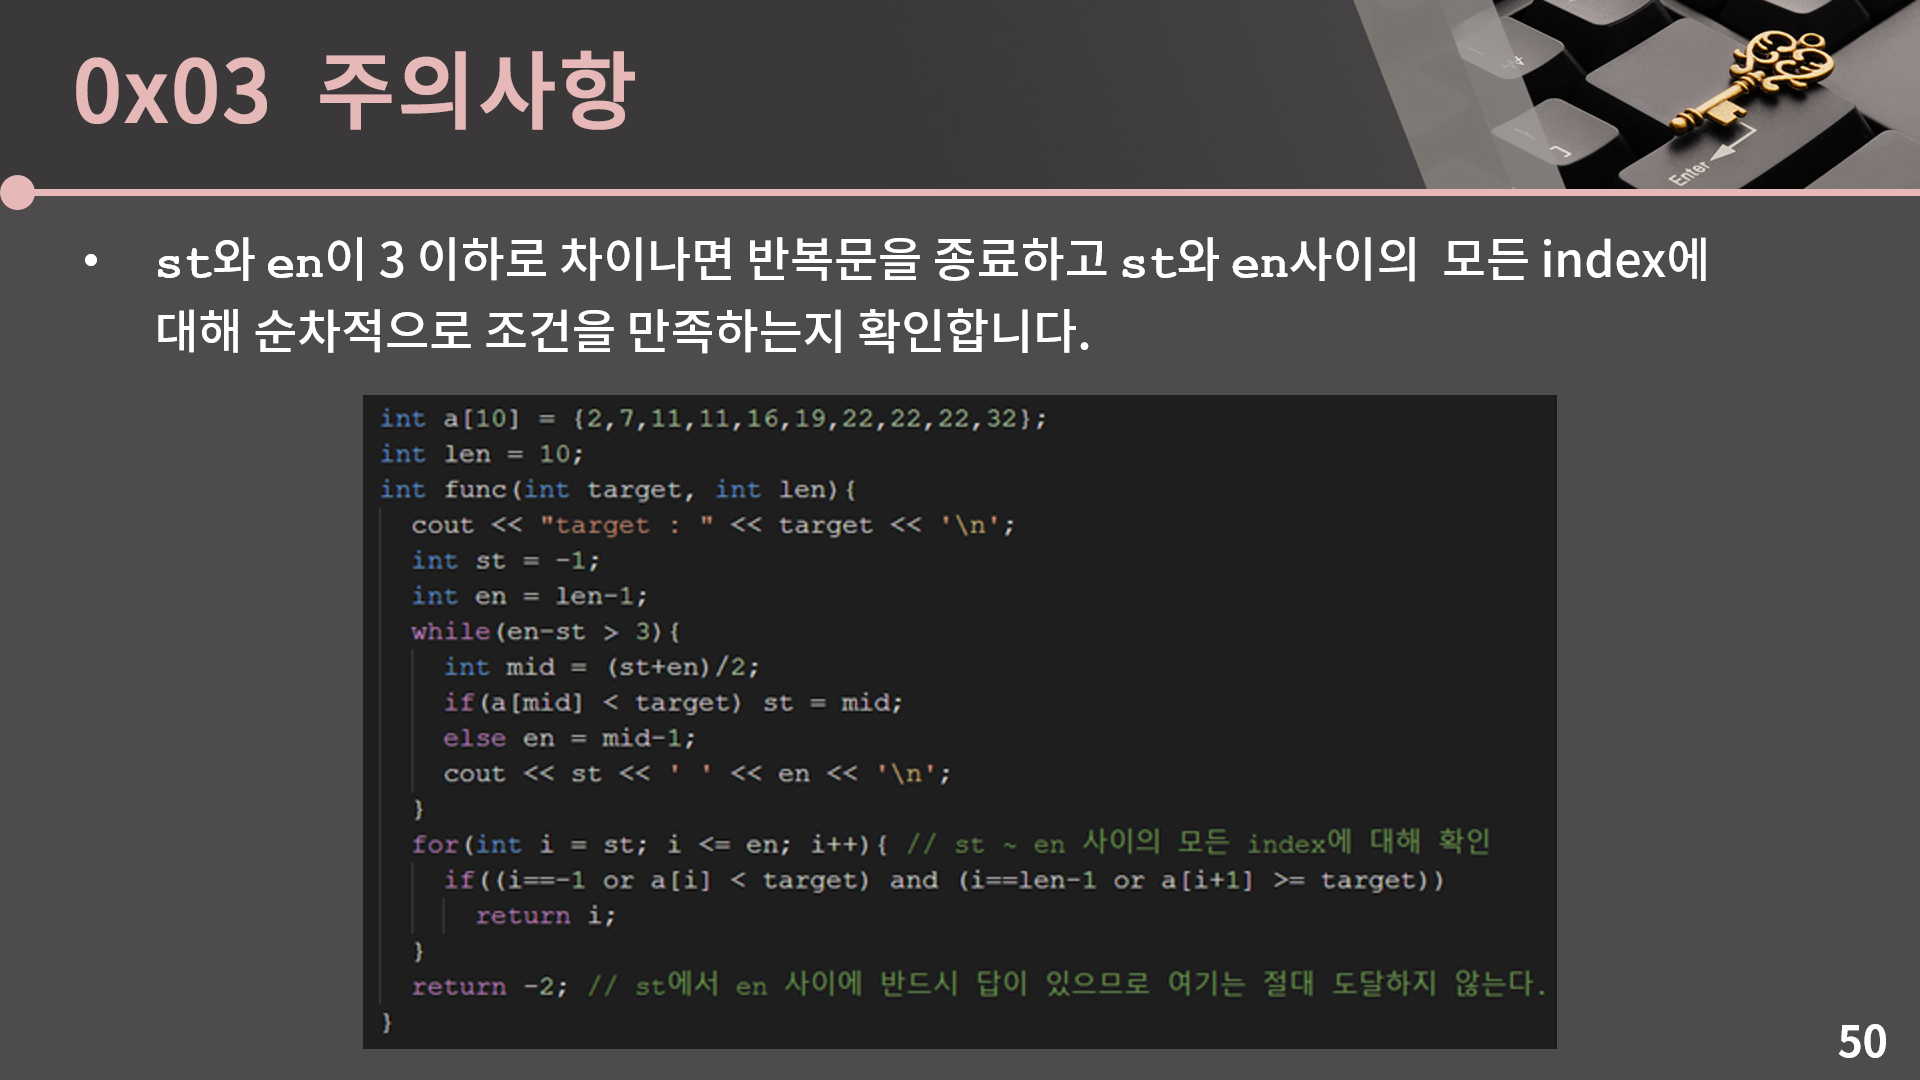 0x03 주의사항
Enter
• st와 en이 3 이하로 차이나면 반복문을 종료하고 st와 en사이의 모든 index에
대해 순차적으로 조건을 만족하는지 확인합니다.
int a[10] = {2,7,11,11,16,19,22,22,22,32};
int len = 10;
int func(int target, int len){
  cout << "target : " << target << '\n';
  int st = -1;
  int en = len-1;
  while(en-st > 3){
    int mid = (st+en)/2;
    if(a[mid] < target) st = mid;
    else en = mid-1;
    cout << st << ' ' << en << '\n';
  }
  for(int i = st; i <= en; i++){ // st ~ en 사이의 모든 index에 대해 확인
    if((i==-1 or a[i] < target) and (i==len-1 or a[i+1] >= target))
      return i;
  }
  return -2; // st에서 en 사이에 반드시 답이 있으므로 여기는 절대 도달하지 않는다.
}
50